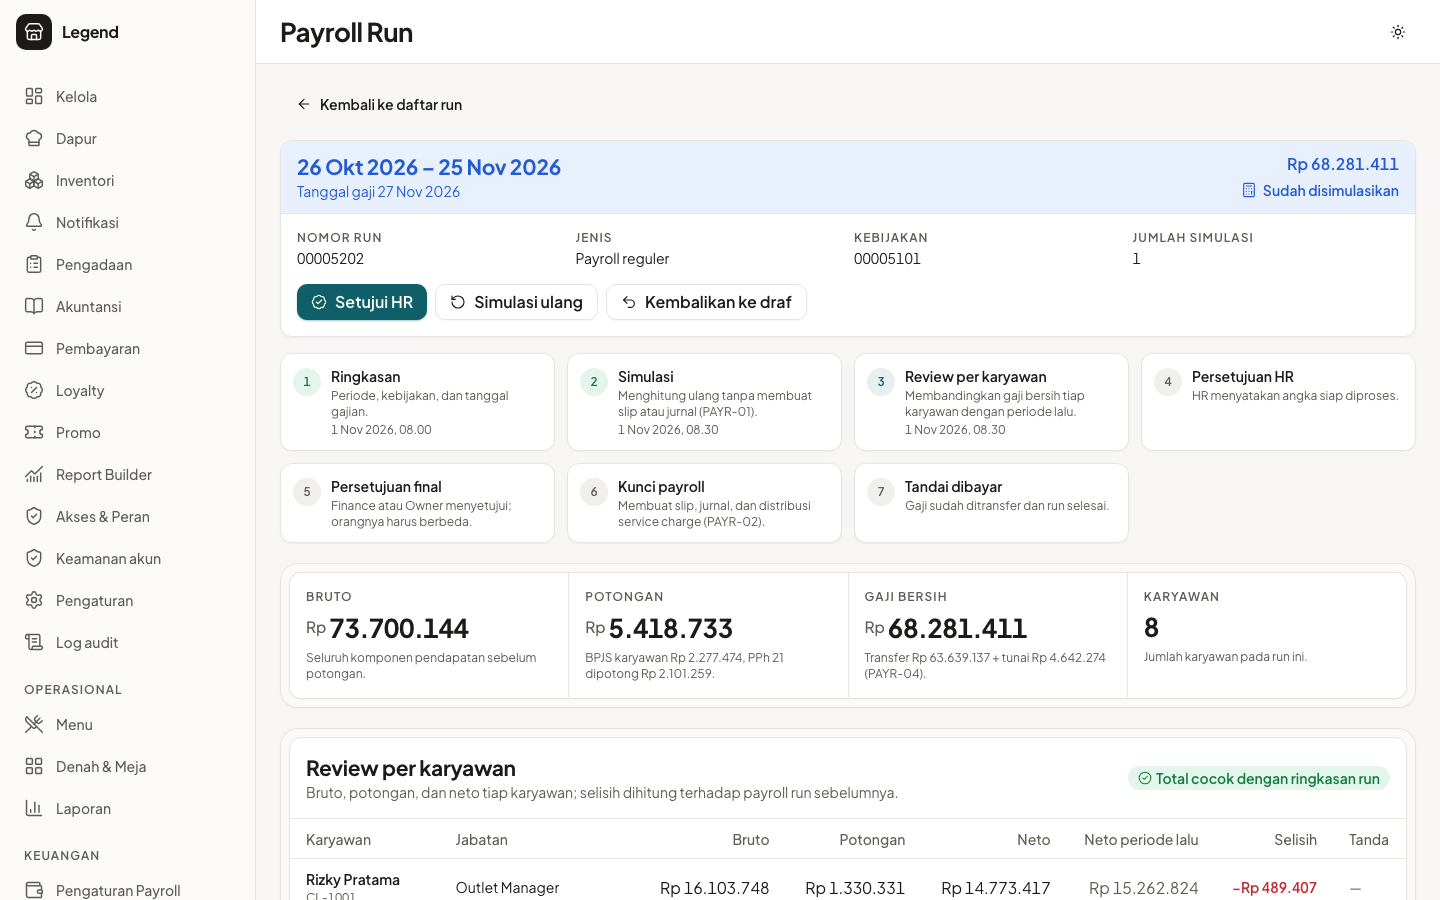 Legend
Payroll Run
Kelola
Dapur
Inventori
Notifikasi
Pengadaan
Akuntansi
Pembayaran
Loyalty
Promo
Report Builder
Akses & Peran
Keamanan akun
Pengaturan
Log audit
OPERASIONAL
Menu
Denah & Meja
Laporan
KEUANGAN
Pengaturan Payroll
Kembali ke daftar run
26 Okt 2026 – 25 Nov 2026
Rp 68.281.411
Tanggal gaji 27 Nov 2026
Sudah disimulasikan
NOMOR RUN
00005202
JENIS
Payroll reguler
KEBIJAKAN
00005101
JUMLAH SIMULASI
1
Setujui HR
Simulasi ulang
Kembalikan ke draf
1
Ringkasan
Periode, kebijakan, dan tanggal
gajian.
1 Nov 2026, 08.00
2
Simulasi
Menghitung ulang tanpa membuat
slip atau jurnal (PAYR-01).
1 Nov 2026, 08.30
3
Review per karyawan
Membandingkan gaji bersih tiap
karyawan dengan periode lalu.
1 Nov 2026, 08.30
4
Persetujuan HR
HR menyatakan angka siap diproses.
5
Persetujuan final
Finance atau Owner menyetujui;
orangnya harus berbeda.
6
Kunci payroll
Membuat slip, jurnal, dan distribusi
service charge (PAYR-02).
7
Tandai dibayar
Gaji sudah ditransfer dan run selesai.
BRUTO
Rp 73.700.144
Seluruh komponen pendapatan sebelum
potongan.
POTONGAN
Rp 5.418.733
BPJS karyawan Rp 2.277.474, PPh 21
dipotong Rp 2.101.259.
GAJI BERSIH
Rp 68.281.411
Transfer Rp 63.639.137 + tunai Rp 4.642.274
(PAYR-04).
KARYAWAN
8
Jumlah karyawan pada run ini.
Review per karyawan
Bruto, potongan, dan neto tiap karyawan; selisih dihitung terhadap payroll run sebelumnya.
Total cocok dengan ringkasan run
Karyawan Jabatan Bruto Potongan Neto Neto periode lalu Selisih Tanda
Rizky Pratama
CL-1001
Outlet Manager Rp 16.103.748 Rp 1.330.331 Rp 14.773.417 Rp 15.262.824 −Rp 489.407 —